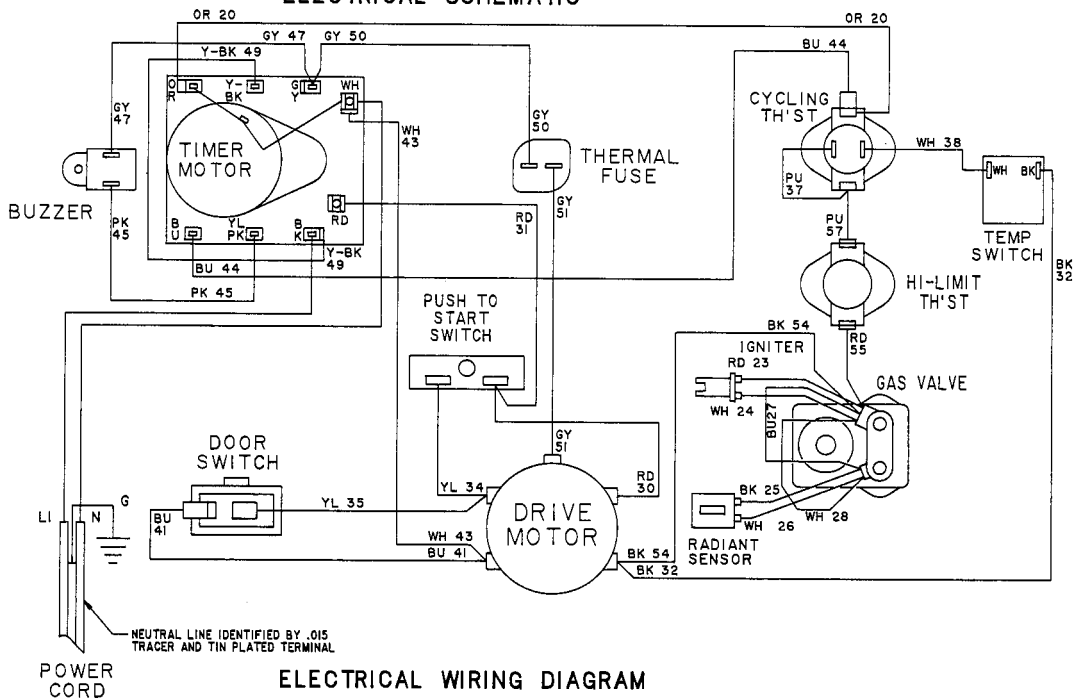 OR 20
OR 20
GY 47
GY 50
Y-BK 49
BU 44
O
R
Y-
BK
G
Y
WH
CYCLING
TH'ST
GY
47
WH
43
GY
50
TIMER
MOTOR
THERMAL
FUSE
WH 38
WH
BK
PU
37
BUZZER
GY
51
PK
45
RD
RD
31
PU
57
TEMP
SWITCH
B
U
YL
PK
B
K
Y-BK
49
BU 44
PK 45
BK
32
HI-LIMIT
TH'ST
PUSH TO
START
SWITCH
BK 54
RD
55
IGNITER
RD 23
GAS VALVE
WH 24
BU27
DOOR
SWITCH
GY
51
YL 34
RD
30
YL 35
BK 25
WH 26
WH 28
LI
N
G
BU
41
DRIVE
MOTOR
WH 43
BU 41
BK 54
BK 32
RADIANT
SENSOR
NEUTRAL LINE IDENTIFIED BY .015
TRACER AND TIN PLATED TERMINAL
POWER
CORD
ELECTRICAL WIRING DIAGRAM